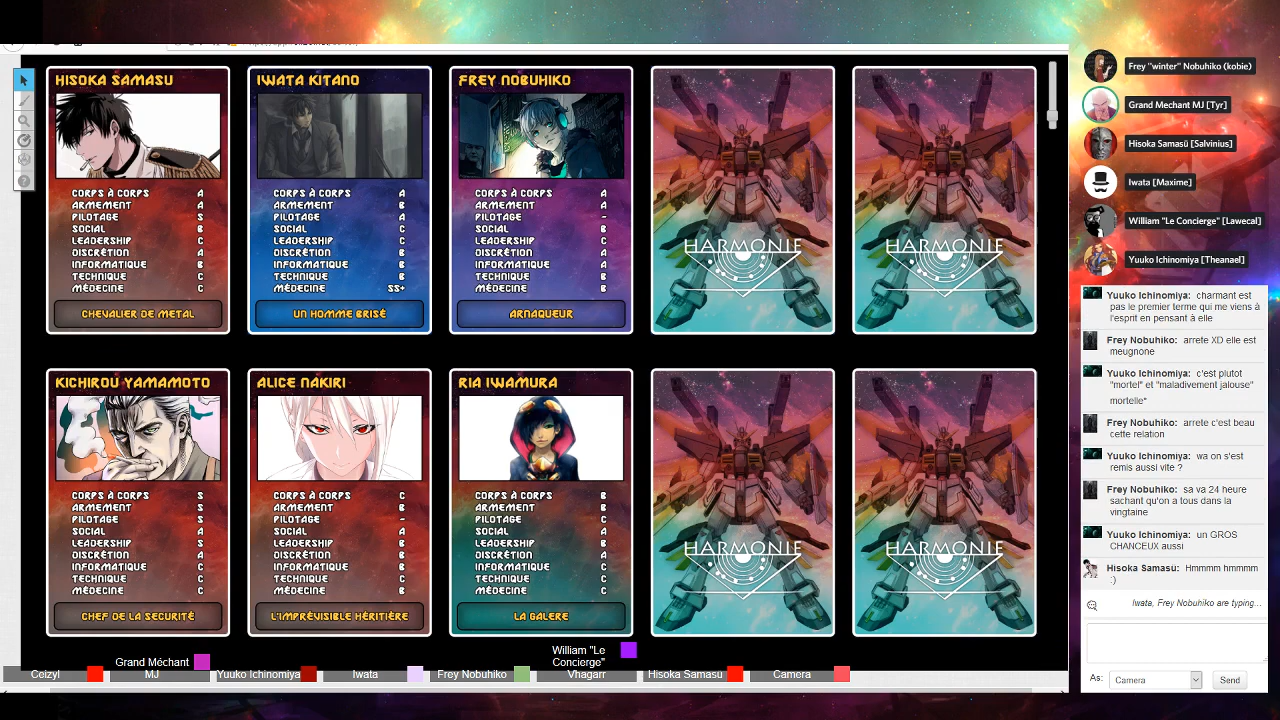 HISOKA SAMASU
CORPS À CORPS A
ARMEMENT A
PILOTAGE S
SOCIAL B
LEADERSHIP C
DISCRÉTION A
INFORMATIQUE B
TECHNIQUE C
MÉDECINE C
CHEVALIER DE METAL
IWATA KITANO
CORPS À CORPS A
ARMEMENT B
PILOTAGE A
SOCIAL C
LEADERSHIP C
DISCRÉTION B
INFORMATIQUE B
TECHNIQUE B
MÉDECINE SS+
UN HOMME BRISÉ
FREY NOBUHIKO
CORPS À CORPS A
ARMEMENT A
PILOTAGE -
SOCIAL B
LEADERSHIP C
DISCRÉTION A
INFORMATIQUE A
TECHNIQUE B
MÉDECINE B
ARNAQUEUR
HARMONIE
HARMONIE
KICHIROU YAMAMOTO
CORPS À CORPS S
ARMEMENT S
PILOTAGE S
SOCIAL A
LEADERSHIP S
DISCRÉTION A
INFORMATIQUE C
TECHNIQUE C
MÉDECINE C
CHEF DE LA SECURITÉ
ALICE NAKIRI
CORPS À CORPS C
ARMEMENT B
PILOTAGE -
SOCIAL A
LEADERSHIP B
DISCRÉTION B
INFORMATIQUE B
TECHNIQUE C
MÉDECINE B
L'IMPRÉVISIBLE HÉRITIÈRE
RIA IWAMURA
CORPS À CORPS B
ARMEMENT B
PILOTAGE C
SOCIAL B
LEADERSHIP B
DISCRÉTION B
INFORMATIQUE C
TECHNIQUE C
MÉDECINE C
LA GALERE
HARMONIE
HARMONIE
Ceizyl
Grand Méchant
MJ
Yuuko Ichinomiya
Iwata
Frey Nobuhiko
William "Le
Concierge"
Vhagarr
Hisoka Samasu
Camera
Frey "winter" Nobuhiko (kobie)
Grand Mechant MJ [Tyr]
Hisoka Samasū [Salvinius]
Iwata [Maxime]
William "Le Concierge" [Lawecal]
Yuuko Ichinomiya [Theanael]
Yuuko Ichinomiya: charmant est
pas le premier terme qui me viens à
l'esprit en pensant à elle
Frey Nobuhiko: arrete XD elle est
meugnone
Yuuko Ichinomiya: c'est plutot
"mortel" et "maladivement jalouse"
mortelle*
Frey Nobuhiko: arrete c'est beau
cette relation
Yuuko Ichinomiya: wa on s'est
remis aussi vite ?
Frey Nobuhiko: sa va 24 heure
sachant qu'on a tous dans la
vingtaine
Yuuko Ichinomiya: un GROS
CHANCEUX aussi
Hisoka Samasu: Hmmmm hmmmm
:)
Iwata, Frey Nobuhiko are typing...
As: Camera Send